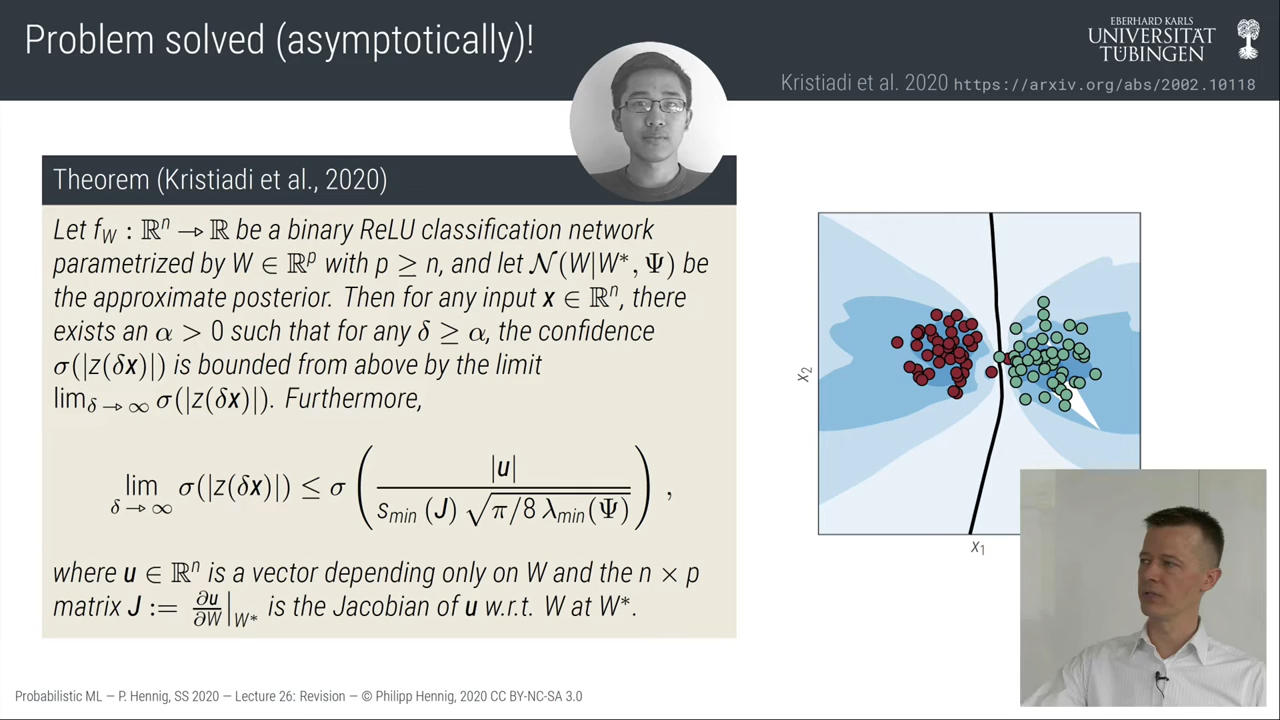 Problem solved (asymptotically)!
EBERHARD KARLS
UNIVERSITÄT
TÜBINGEN
Kristiadi et al. 2020 https://arxiv.org/abs/2002.10118
Theorem (Kristiadi et al., 2020)
Let f_W : ℝⁿ → ℝ be a binary ReLU classification network
parametrized by W ∈ ℝᵖ with p ≥ n, and let 𝒩(W|W*, Ψ) be
the approximate posterior. Then for any input x ∈ ℝⁿ, there
exists an α > 0 such that for any δ ≥ α, the confidence
σ(|z(δx)|) is bounded from above by the limit
lim_{δ→∞} σ(|z(δx)|). Furthermore,
lim_{δ→∞} σ(|z(δx)|) ≤ σ ( |u| / ( s_min (J) √(π/8 λ_min(Ψ)) ) ) ,
where u ∈ ℝⁿ is a vector depending only on W and the n × p
matrix J := ∂u/∂W |_{W*} is the Jacobian of u w.r.t. W at W*.
x₂
x₁
Probabilistic ML — P. Hennig, SS 2020 — Lecture 26: Revision — © Philipp Hennig, 2020 CC BY-NC-SA 3.0